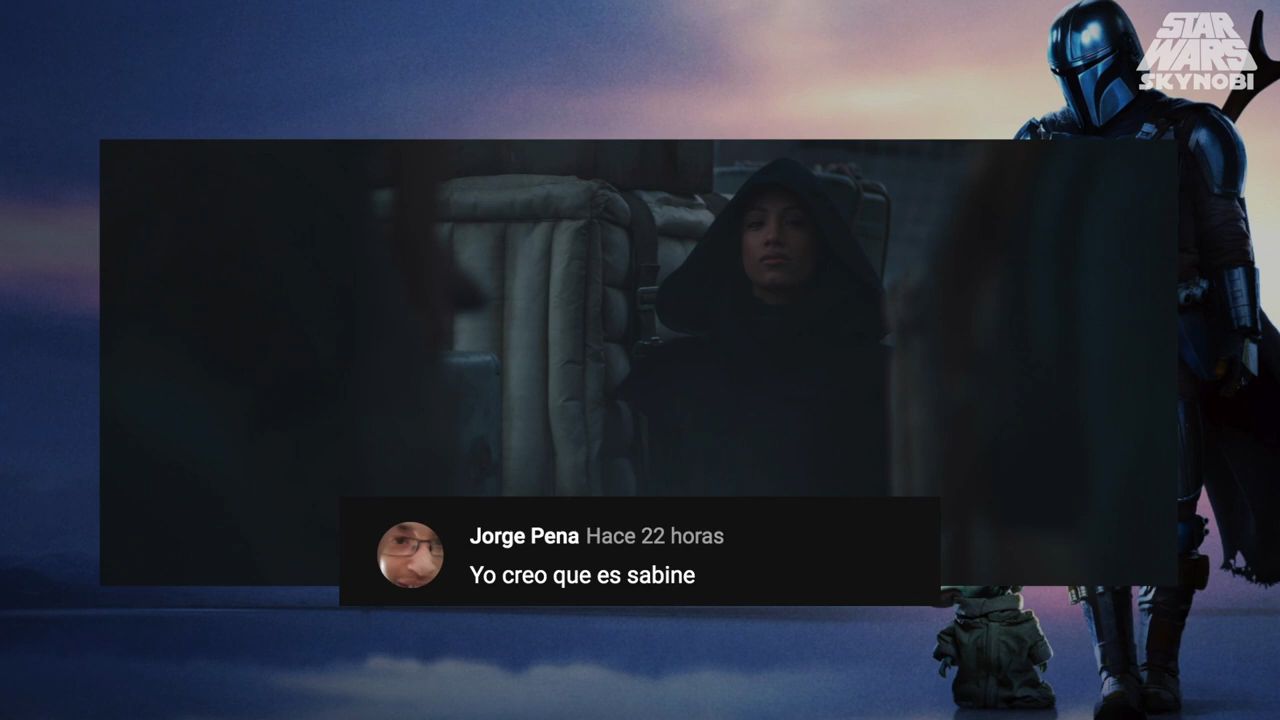 STAR
WARS
SKYNOBI
Jorge Pena Hace 22 horas
Yo creo que es sabine